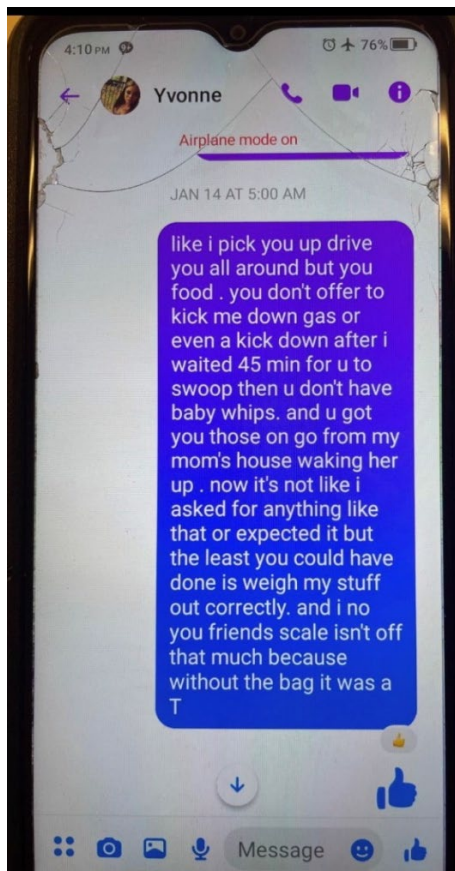 4:10 PM
76%
Yvonne
Airplane mode on
JAN 14 AT 5:00 AM
like i pick you up drive
you all around but you
food . you don't offer to
kick me down gas or
even a kick down after i
waited 45 min for u to
swoop then u don't have
baby whips. and u got
you those on go from my
mom's house waking her
up . now it's not like i
asked for anything like
that or expected it but
the least you could have
done is weigh my stuff
out correctly. and i no
you friends scale isn't off
that much because
without the bag it was a
T
Message